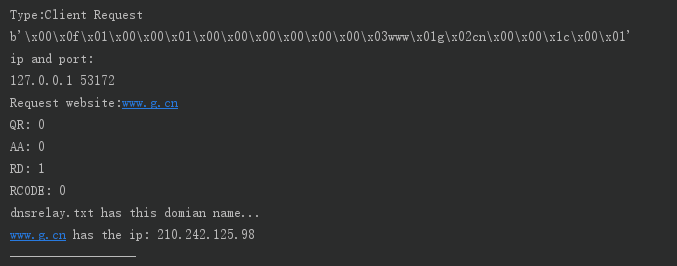 Type:Client Request
b'\x00\x0f\x01\x00\x00\x01\x00\x00\x00\x00\x00\x00\x03www\x01g\x02cn\x00\x00\x1c\x00\x01'
ip and port:
127.0.0.1 53172
Request website:www.g.cn
QR: 0
AA: 0
RD: 1
RCODE: 0
dnsrelay.txt has this domian name...
www.g.cn has the ip: 210.242.125.98